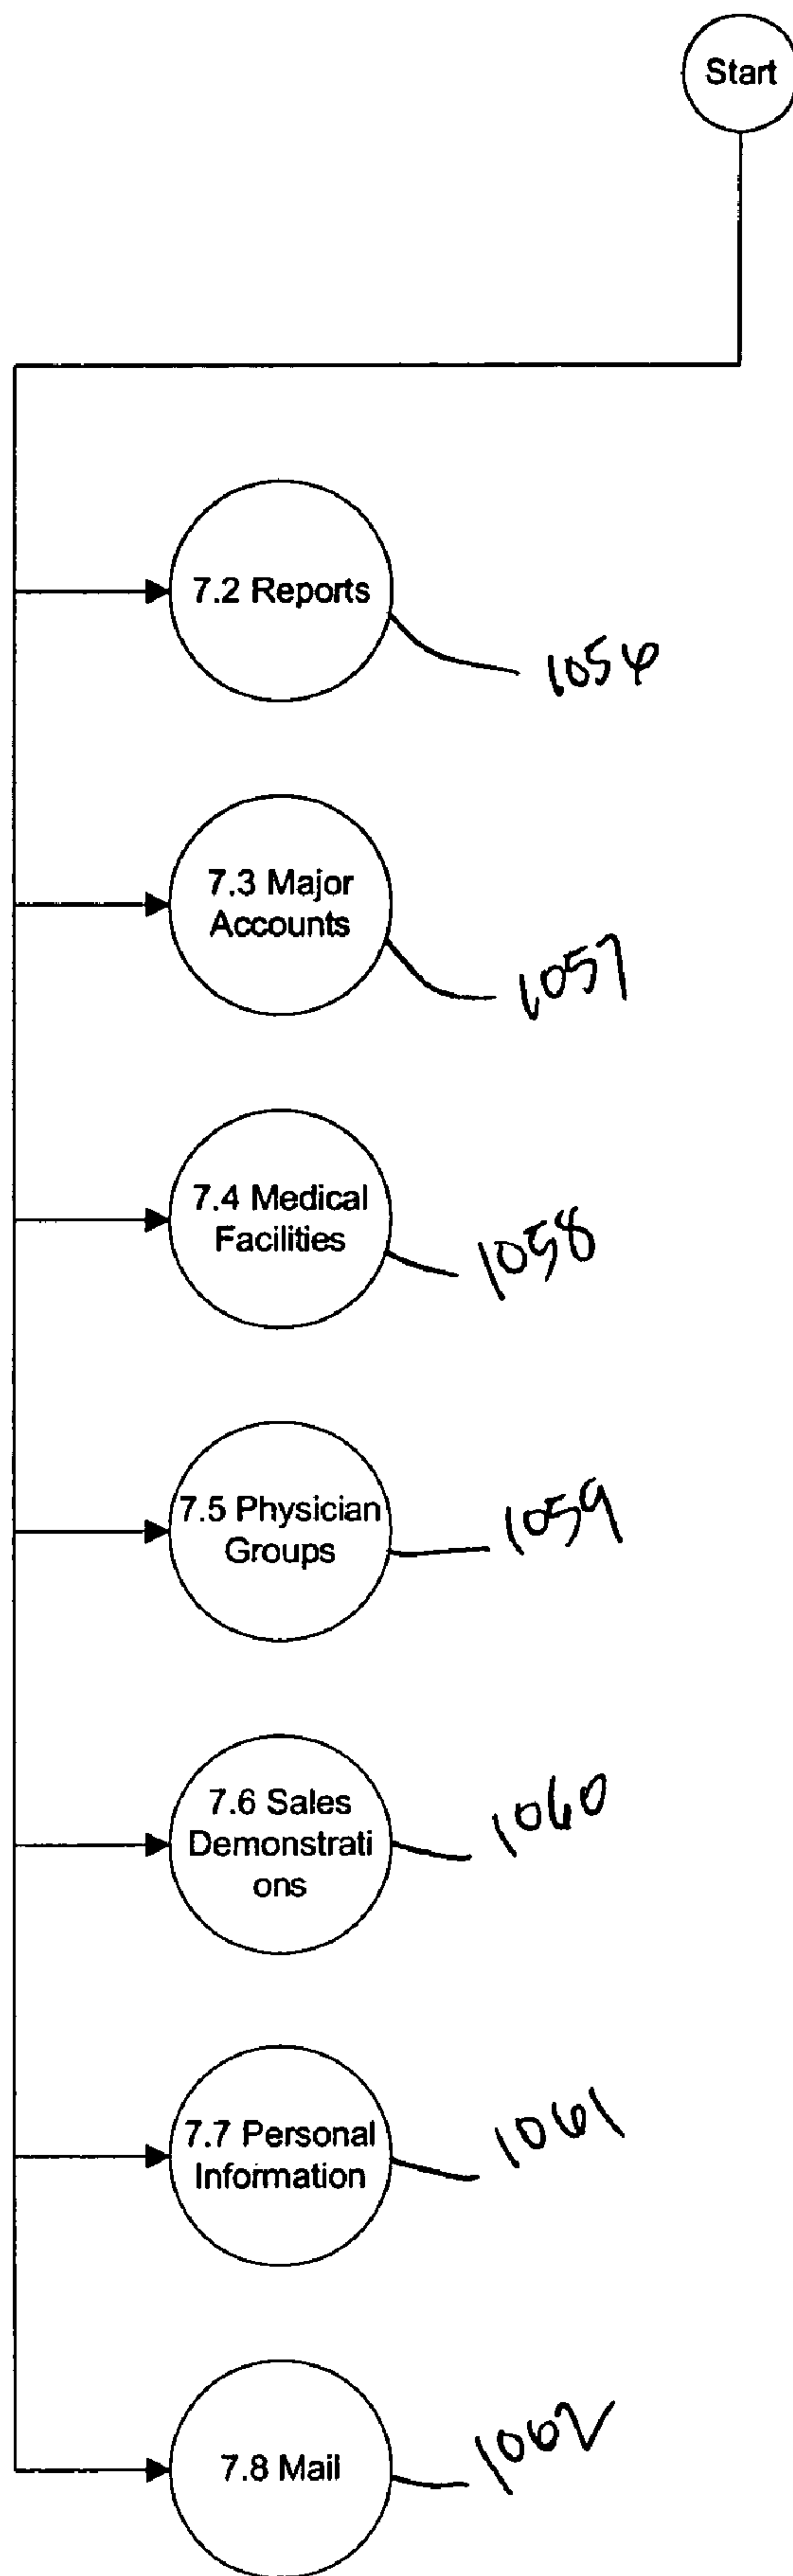 Start
7.2 Reports
1056
7.3 Major
Accounts
1057
7.4 Medical
Facilities
1058
7.5 Physician
Groups
1059
7.6 Sales
Demonstrati
ons
1060
7.7 Personal
Information
1061
7.8 Mail
1062